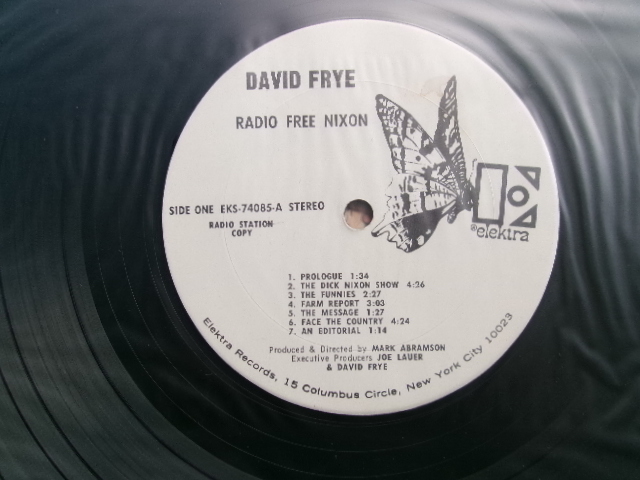 DAVID FRYE
RADIO FREE NIXON
® elektra
SIDE ONE EKS-74085-A STEREO
RADIO STATION
COPY
1. PROLOGUE 1:34
2. THE DICK NIXON SHOW 4:26
3. THE FUNNIES 2:27
4. FARM REPORT 3:03
5. THE MESSAGE 1:27
6. FACE THE COUNTRY 4:24
7. AN EDITORIAL 1:14
Produced & Directed by MARK ABRAMSON
Executive Producers JOE LAUER
& DAVID FRYE
Elektra Records, 15 Columbus Circle, New York City 10023